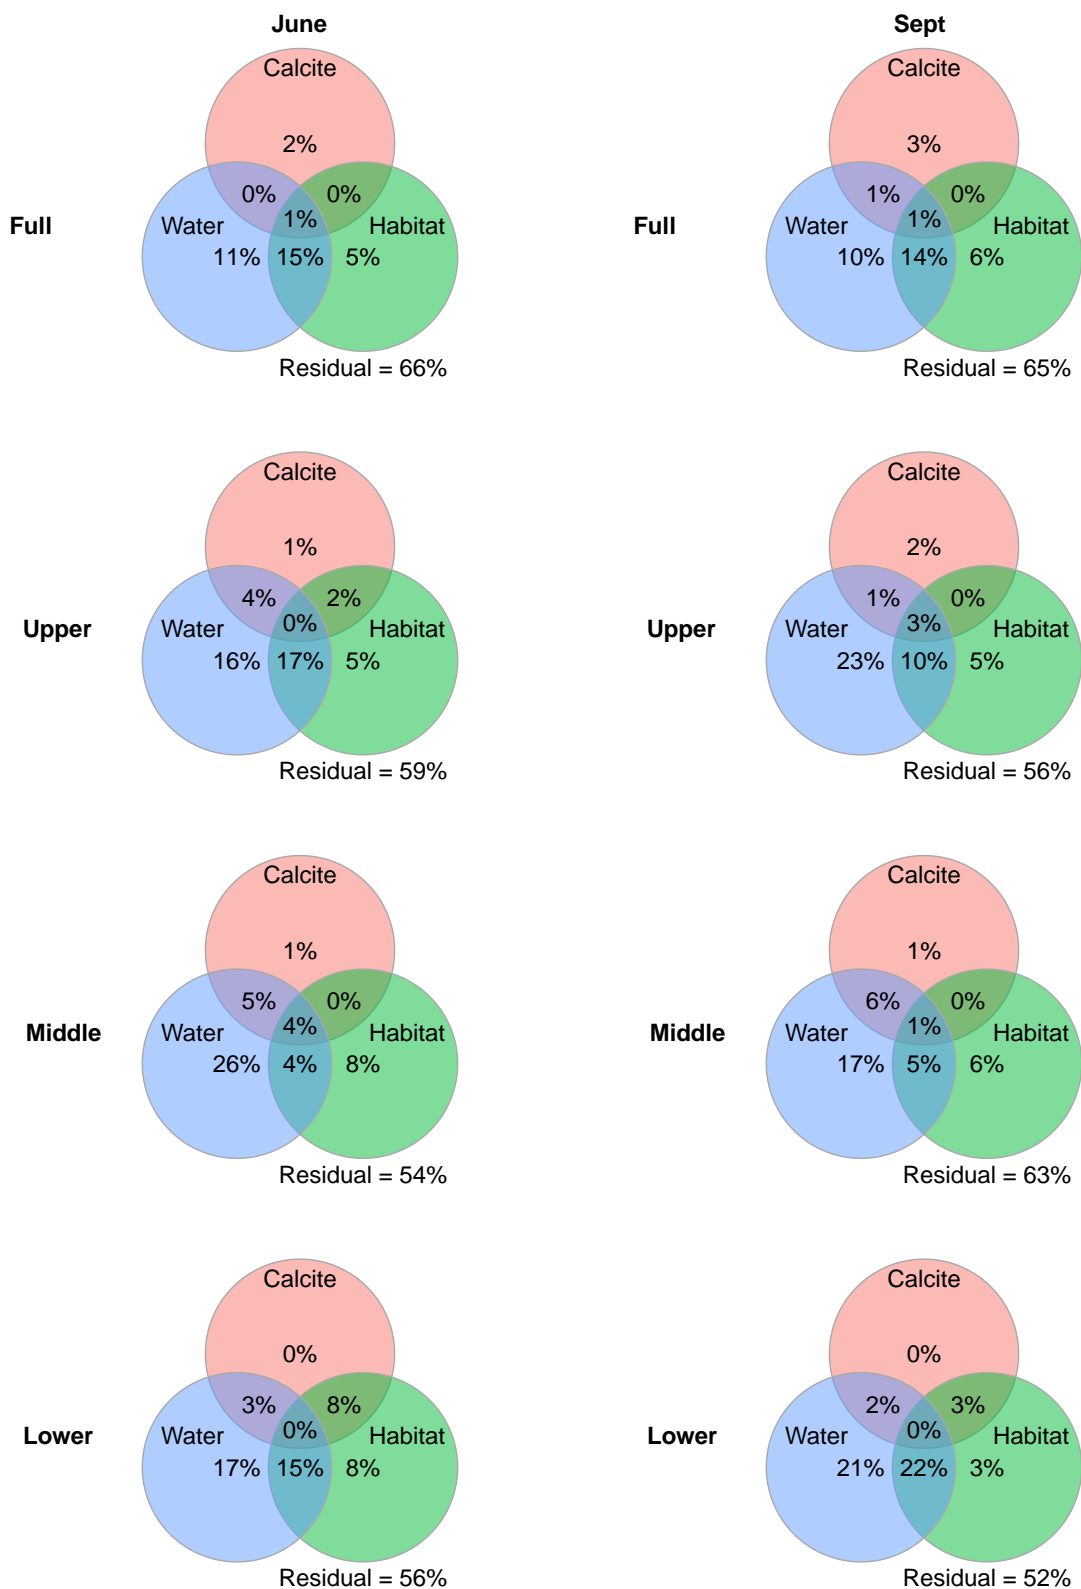 June
Sept
Calcite
2%
0%
0%
1%
Full
Water
Habitat
11%
15%
5%
Residual = 66%
Calcite
3%
1%
0%
1%
Full
Water
Habitat
10%
14%
6%
Residual = 65%
Calcite
1%
4%
2%
0%
Upper
Water
Habitat
16%
17%
5%
Residual = 59%
Calcite
2%
1%
0%
3%
Upper
Water
Habitat
23%
10%
5%
Residual = 56%
Calcite
1%
5%
0%
4%
Middle
Water
Habitat
26%
4%
8%
Residual = 54%
Calcite
1%
6%
0%
1%
Middle
Water
Habitat
17%
5%
6%
Residual = 63%
Calcite
0%
3%
8%
0%
Lower
Water
Habitat
17%
15%
8%
Residual = 56%
Calcite
0%
2%
3%
0%
Lower
Water
Habitat
21%
22%
3%
Residual = 52%